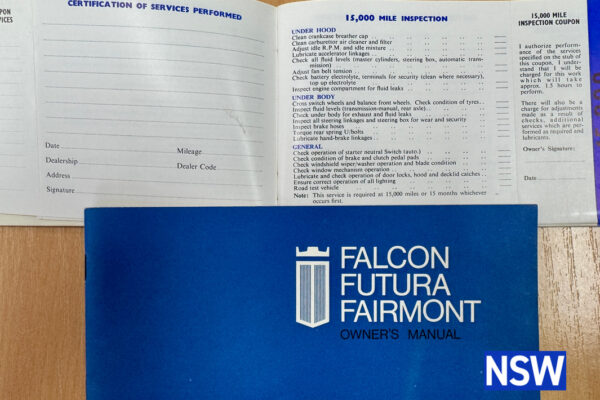 PON
ICES
CERTIFICATION OF SERVICES PERFORMED
Date
Mileage
Dealership
Dealer Code
Address
Signature
15,000 MILE INSPECTION
UNDER HOOD
Clean crankcase breather cap
Clean carburettor air cleaner and filter
Adjust idle R.P.M. and idle mixture
Lubricate accelerator linkages
Check all fluid levels (master cylinders, steering box, automatic trans-
mission)
Adjust fan belt tension
Check battery electrolyte, terminals for security (clean where necessary),
top up electrolyte
Inspect engine compartment for fluid leaks
UNDER BODY
Cross switch wheels and balance front wheels. Check condition of tyres
Inspect fluid levels (transmission-manual, rear axle)
Check under body for exhaust and fluid leaks
Inspect all steering linkages and steering box for wear and security
Inspect brake hoses
Torque rear spring U/bolts
Lubricate hand-brake linkages
GENERAL
Check operation of starter neutral Switch (auto.)
Check condition of brake and clutch pedal pads
Check windshield wiper/washer operation and blade condition
Check window mechanism operation
Lubricate and check operation of door locks, hood and decklid catches
Ensure correct operation of all lighting
Road test vehicle
Note: This service is required at 15,000 miles or 15 months whichever
occurs first.
15,000 MILE
INSPECTION COUPON
I authorize perform-
ance of the services
specified on the stub of
this coupon. I under-
stand that I will be
charged for this work
which will take
approx. 1.5 hours to
perform.
There will also be a
charge for adjustments
made as a result of
checks, additional
services which are per-
formed as required and
lubricants.
Owner's Signature:
Date
FALCON
FUTURA
FAIRMONT
OWNER'S MANUAL
NSW